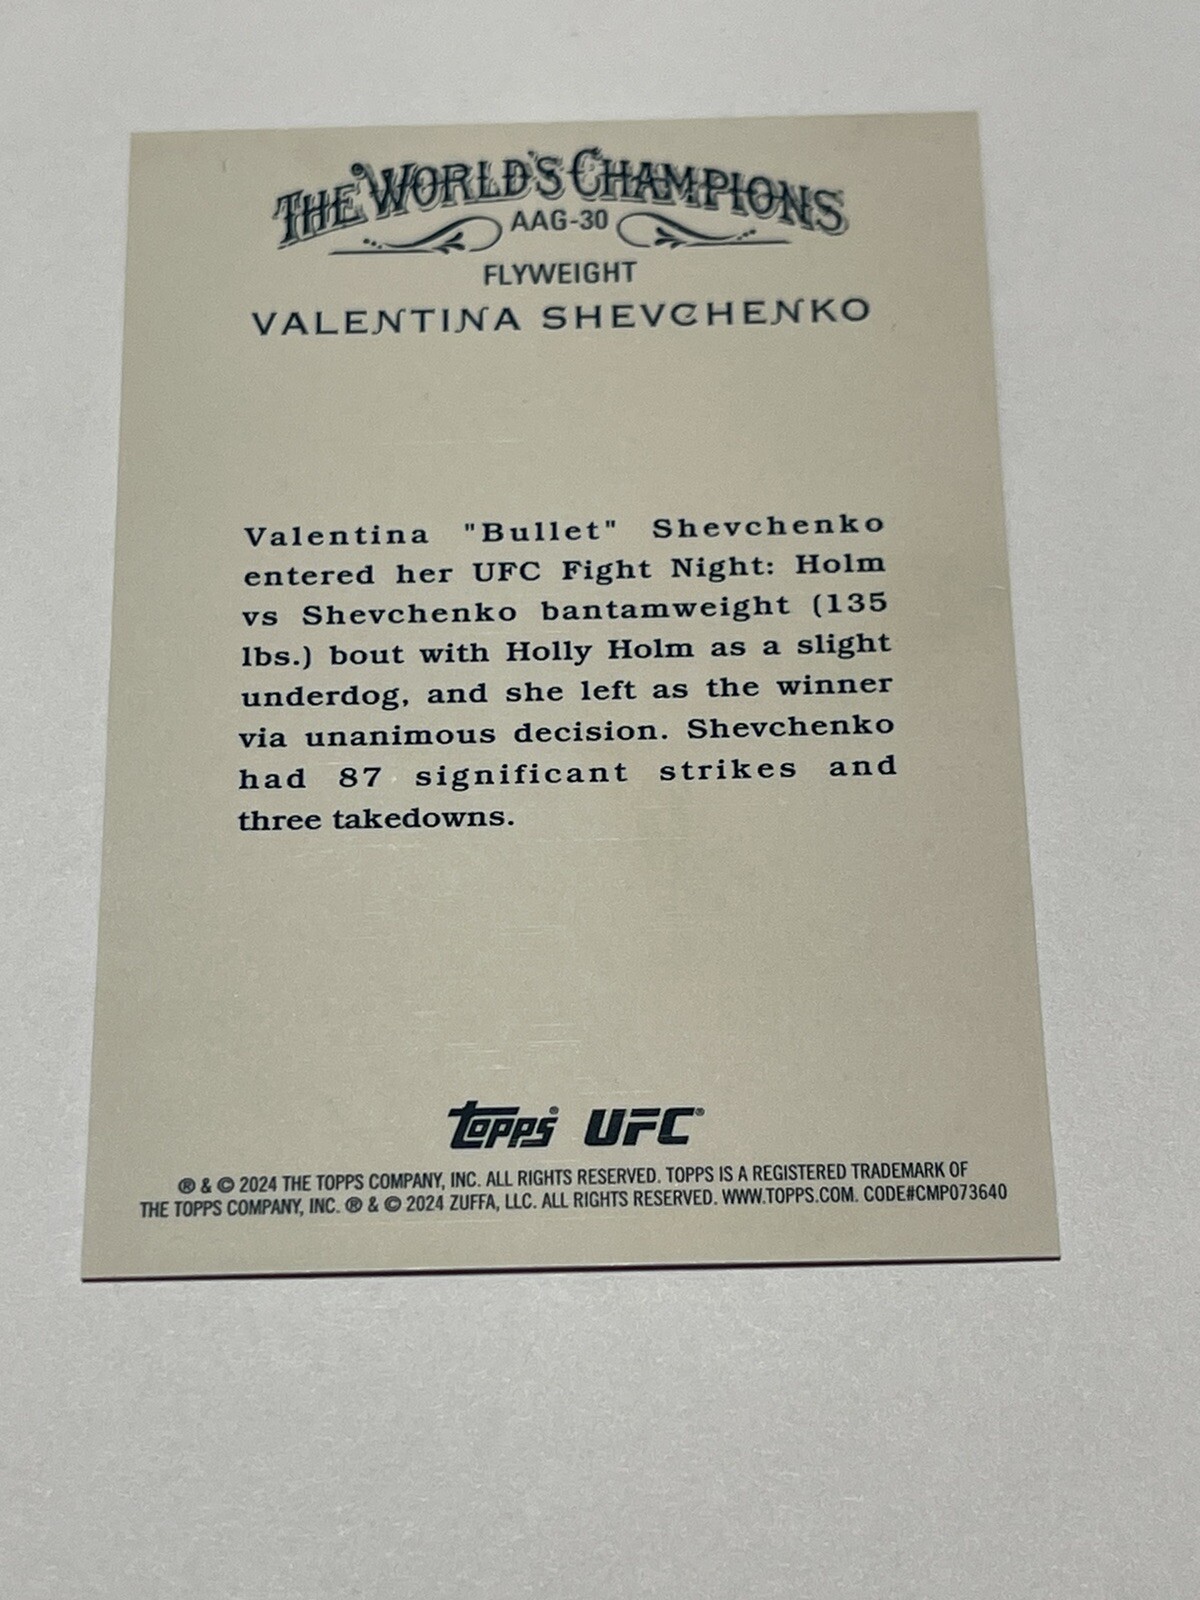 THE WORLD'S CHAMPIONS
AAG-30
FLYWEIGHT
VALENTINA SHEVCHENKO
Valentina "Bullet" Shevchenko
entered her UFC Fight Night: Holm
vs Shevchenko bantamweight (135
lbs.) bout with Holly Holm as a slight
underdog, and she left as the winner
via unanimous decision. Shevchenko
had 87 significant strikes and
three takedowns.
topps® UFC®
® & © 2024 THE TOPPS COMPANY, INC. ALL RIGHTS RESERVED. TOPPS IS A REGISTERED TRADEMARK OF
THE TOPPS COMPANY, INC. ® & © 2024 ZUFFA, LLC. ALL RIGHTS RESERVED. WWW.TOPPS.COM. CODE#CMP073640